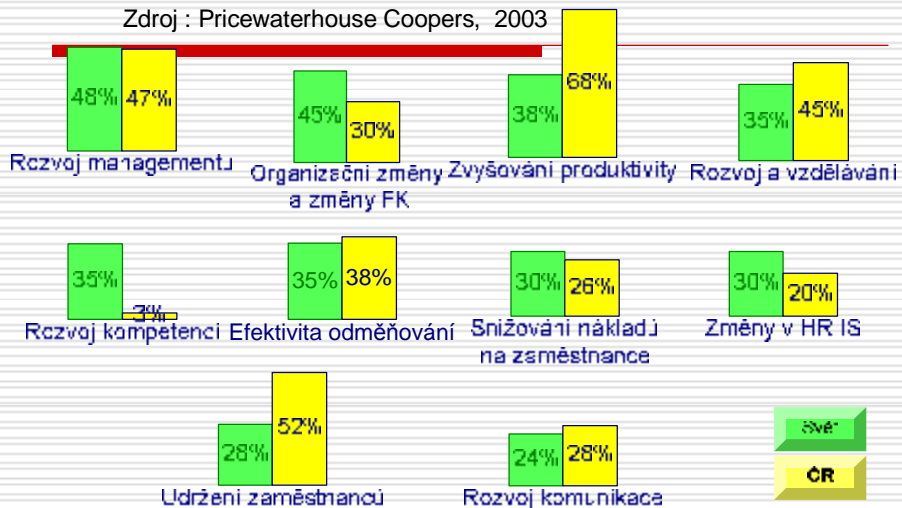 Zdroj : Pricewaterhouse Coopers, 2003
48% 47%
Rozvoj managementu
45% 30%
Organizační změny
a změny FK
38% 68%
Zvyšování produktivity
35% 45%
Rozvoj a vzdělávání
35% 3%
Rozvoj kompetencí
35% 38%
Efektivita odměňování
30% 26%
Snižování nákladů
na zaměstnance
30% 20%
Změny v HR IS
28% 52%
Udržení zaměstnanců
24% 28%
Rozvoj komunikace
Svět
ČR